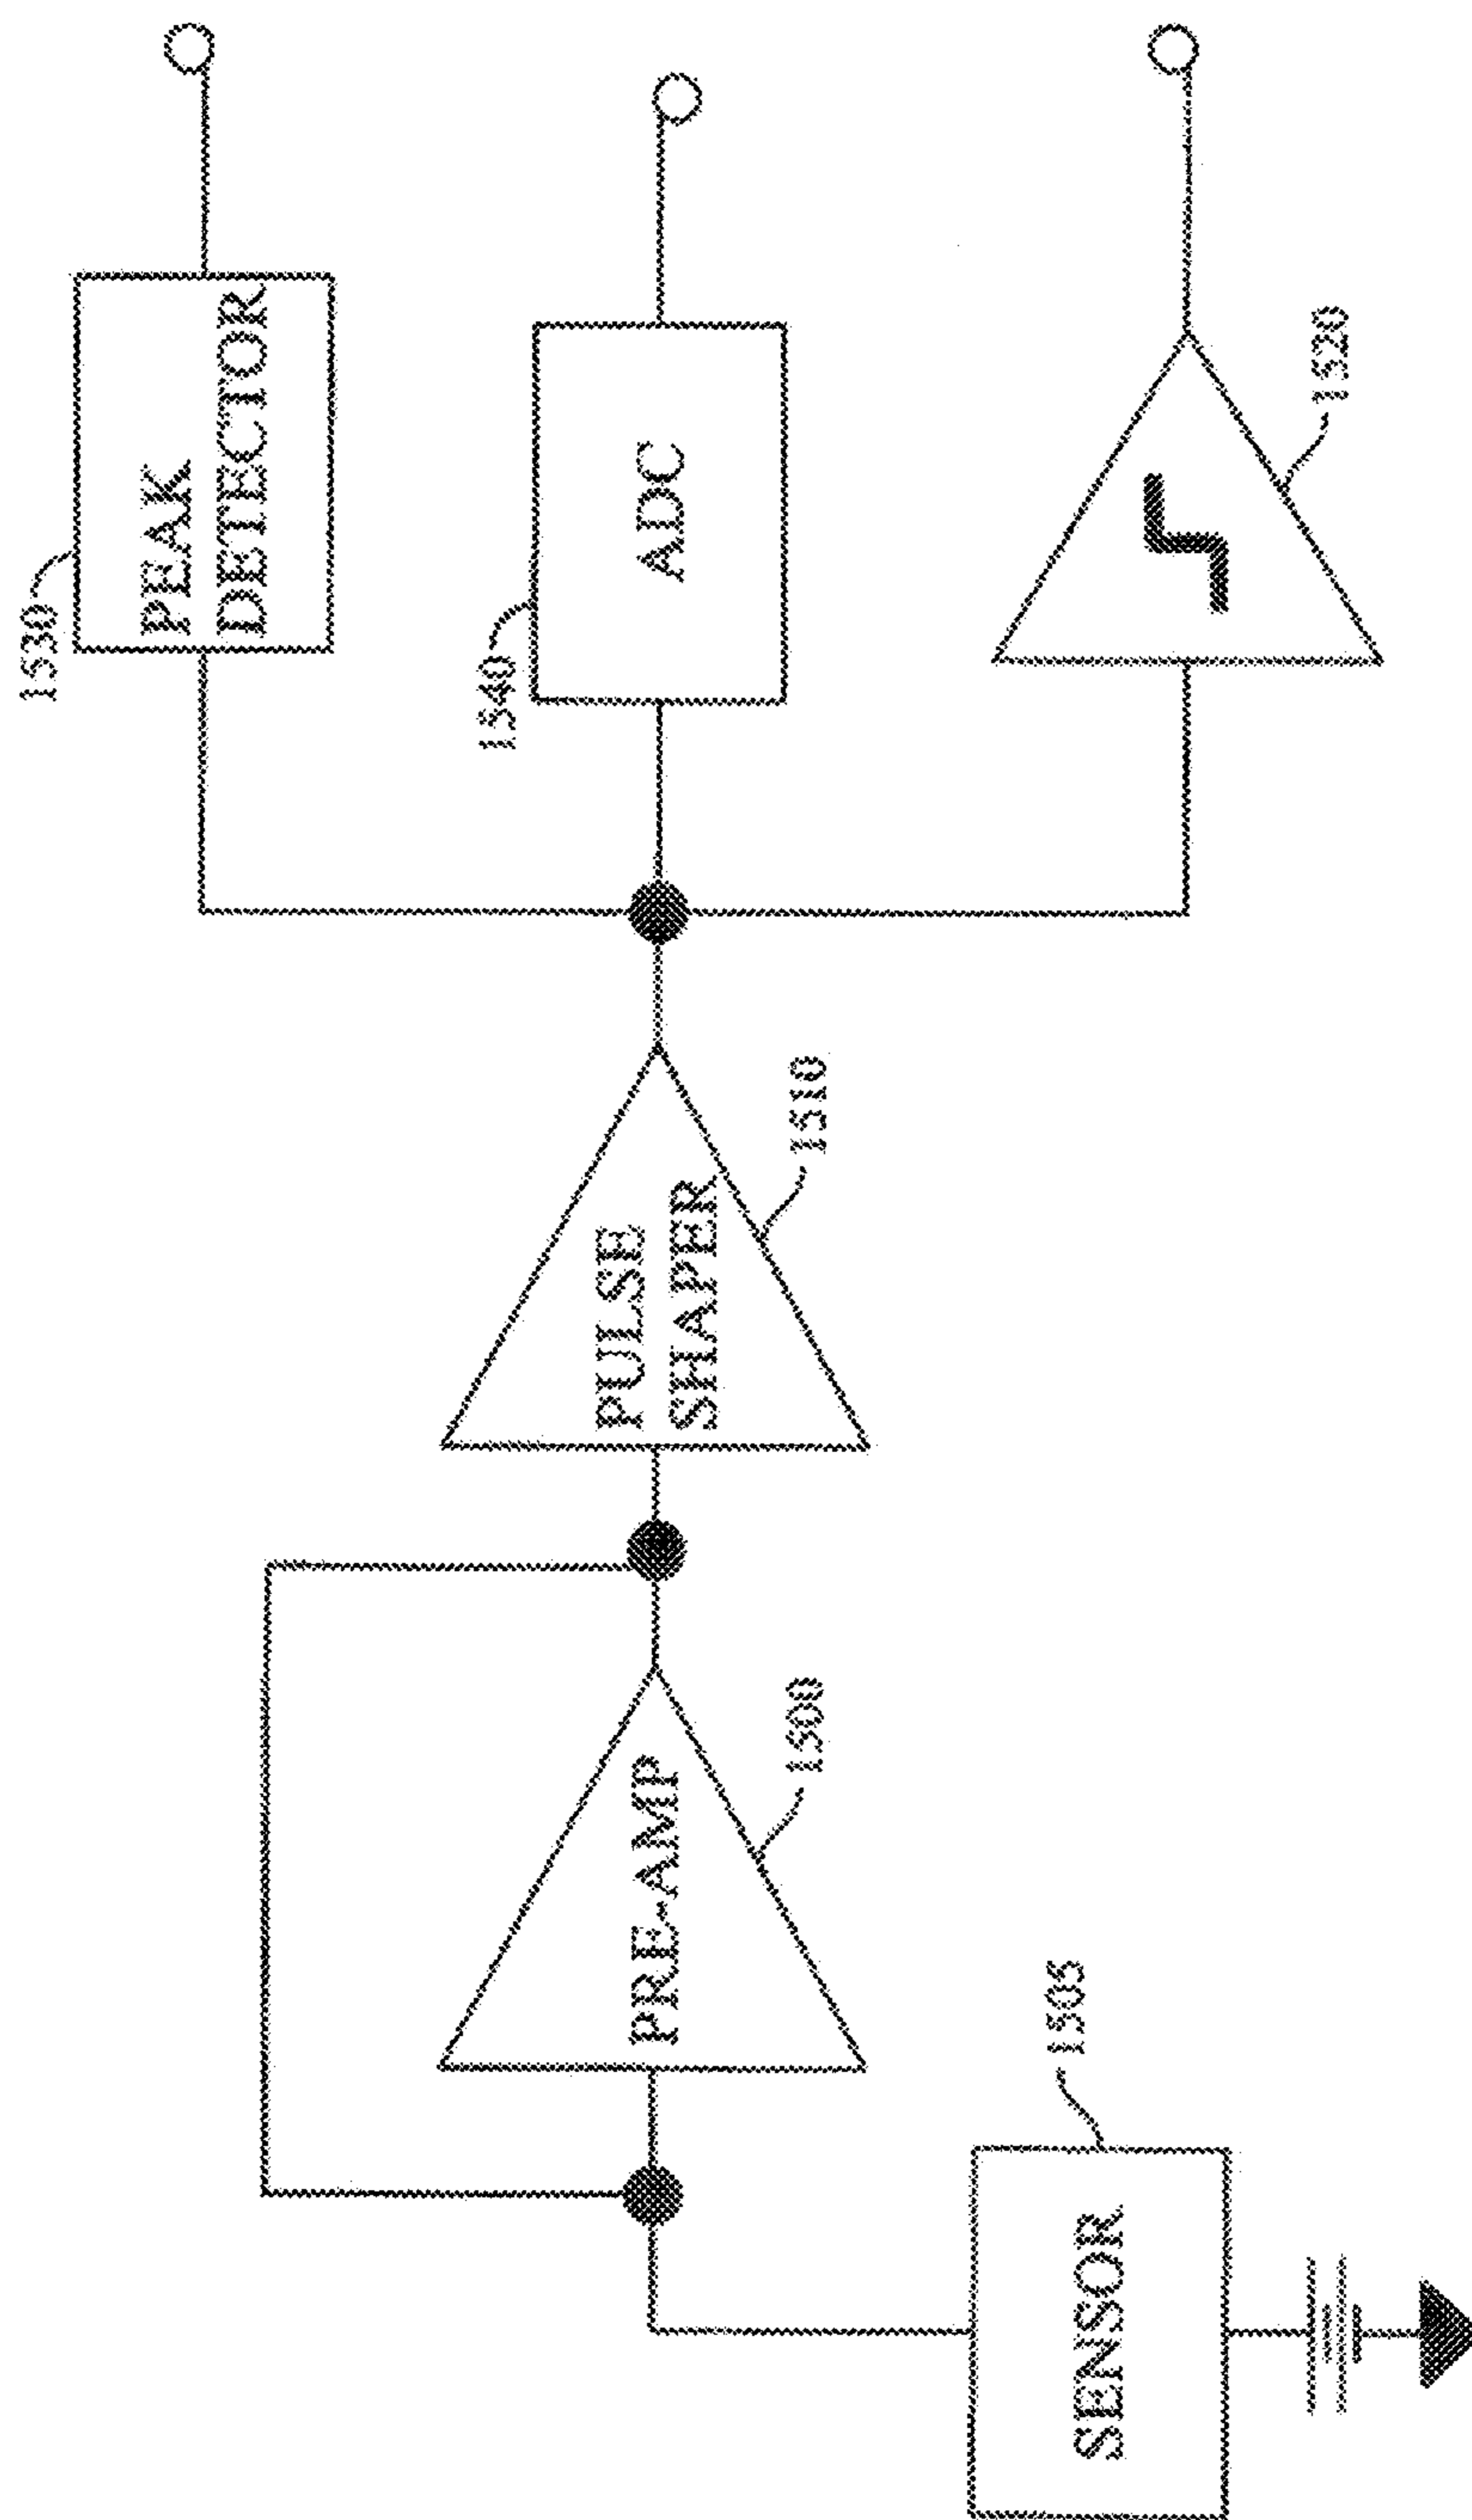 1530
PEAK
DETECTOR
1540
ADC
1520
PULSE
SHAPER
1510
PRE-AMP
1500
SENSOR
1505